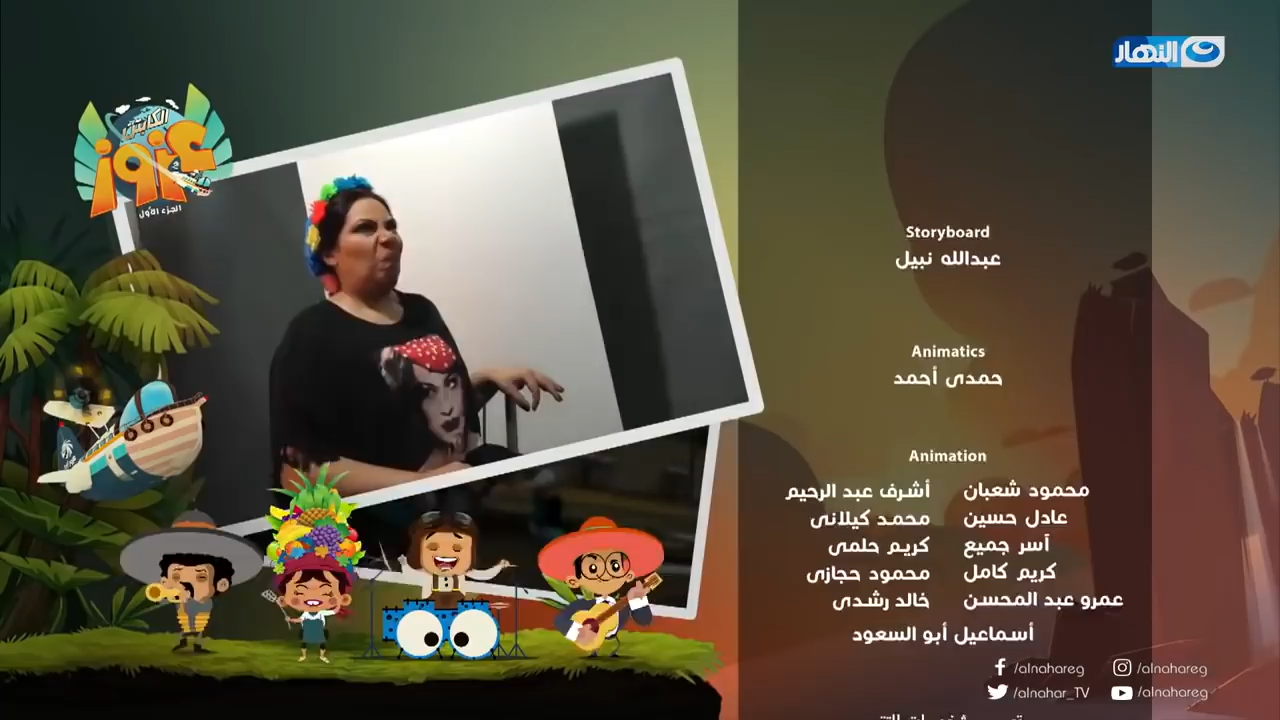 النهار
الكابتن
عزوز
الجزء الأول
Storyboard
عبدالله نبيل
Animatics
حمدى أحمد
Animation
محمود شعبان أشرف عبد الرحيم
عادل حسين محمد كيلانى
آسر جميع كريم حلمى
كريم كامل محمود حجازى
عمرو عبد المحسن خالد رشدى
أسماعيل أبو السعود
/alnahareg /alnahareg
/alnahar_TV /alnahareg